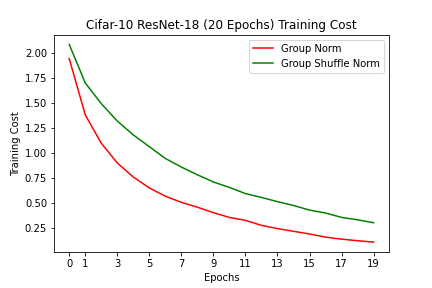 Cifar-10 ResNet-18 (20 Epochs) Training Cost
Group Norm
Group Shuffle Norm
Training Cost
2.00
1.75
1.50
1.25
1.00
0.75
0.50
0.25
0 1 3 5 7 9 11 13 15 17 19
Epochs